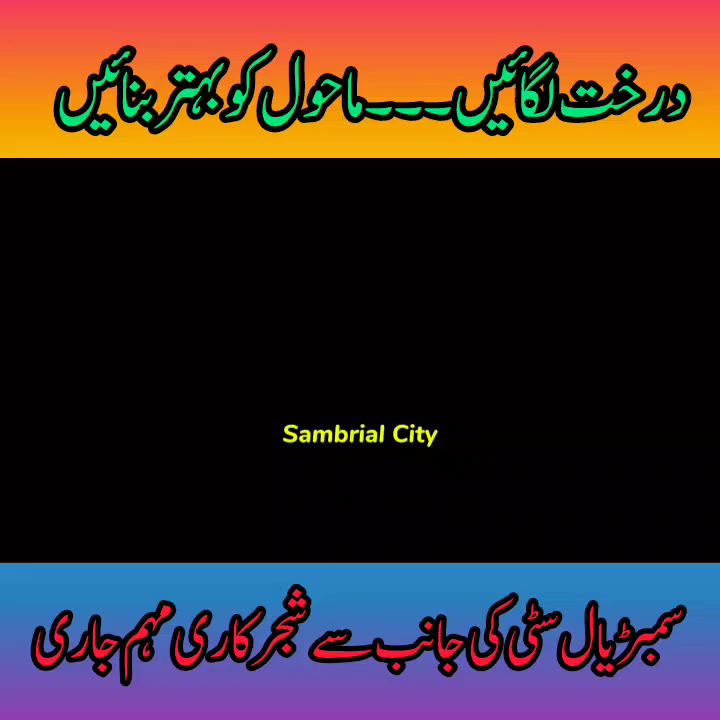 درخت لگائیں۔۔۔ماحول کو بہتر بنائیں
Sambrial City
سمبڑیال سٹی کی جانب سے شجرکاری مہم جاری